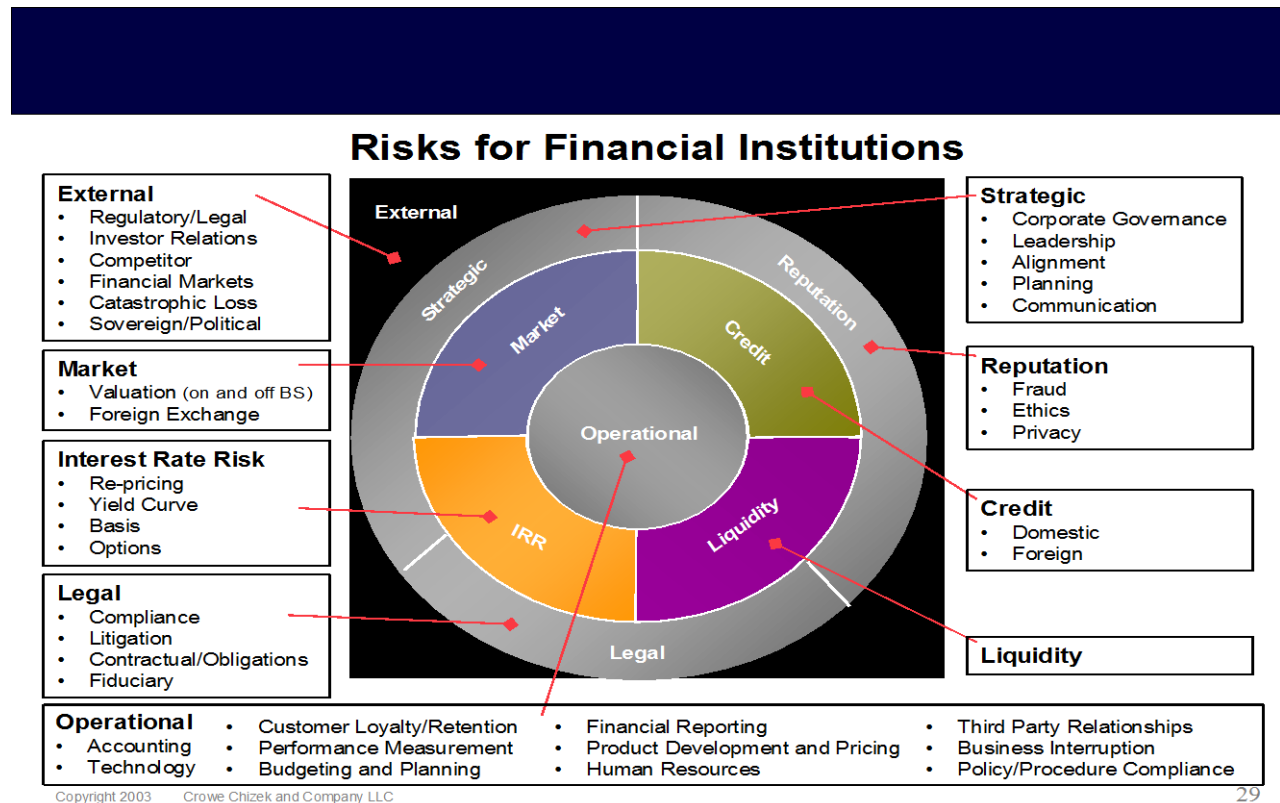 Risks for Financial Institutions
External
• Regulatory/Legal
• Investor Relations
• Competitor
• Financial Markets
• Catastrophic Loss
• Sovereign/Political
Market
• Valuation (on and off BS)
• Foreign Exchange
Interest Rate Risk
• Re-pricing
• Yield Curve
• Basis
• Options
Legal
• Compliance
• Litigation
• Contractual/Obligations
• Fiduciary
External
Strategic
Reputation
Market
Credit
Operational
IRR
Liquidity
Legal
Strategic
• Corporate Governance
• Leadership
• Alignment
• Planning
• Communication
Reputation
• Fraud
• Ethics
• Privacy
Credit
• Domestic
• Foreign
Liquidity
Operational
• Accounting
• Technology
• Customer Loyalty/Retention
• Performance Measurement
• Budgeting and Planning
• Financial Reporting
• Product Development and Pricing
• Human Resources
• Third Party Relationships
• Business Interruption
• Policy/Procedure Compliance
Copyright 2003 Crowe Chizek and Company LLC
29